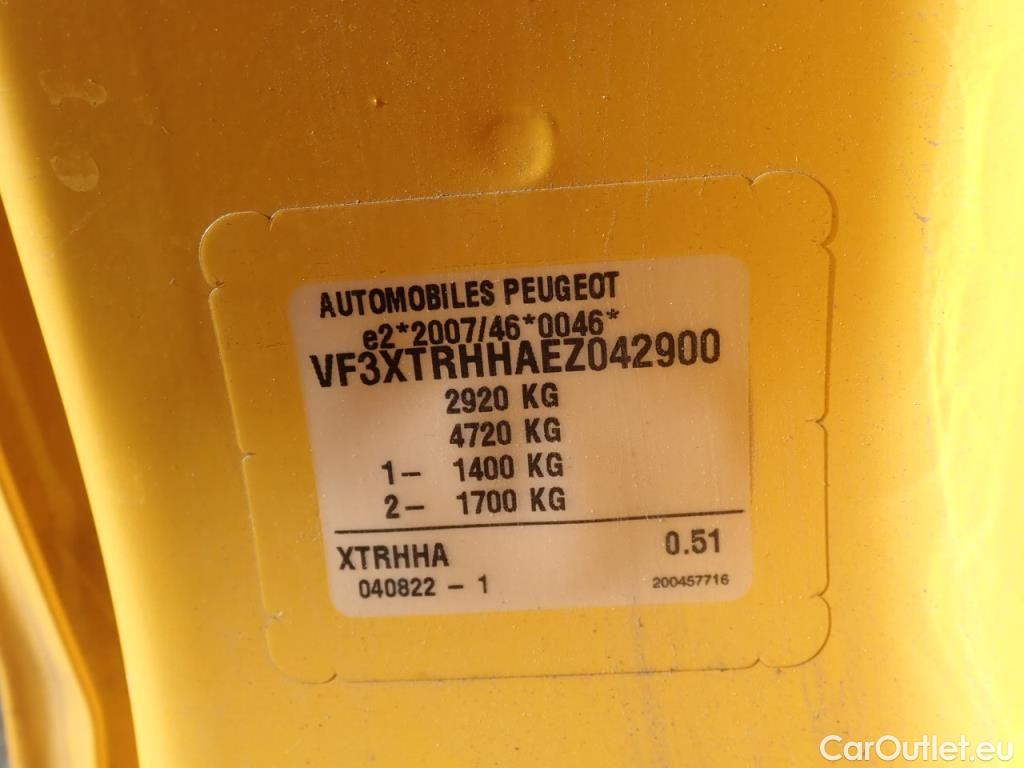 AUTOMOBILES PEUGEOT
e2*2007/46*0046*
VF3XTRHHAEZ042900
2920 KG
4720 KG
1- 1400 KG
2- 1700 KG
XTRHHA 0.51
040822 - 1 200457716
CarOutlet.eu